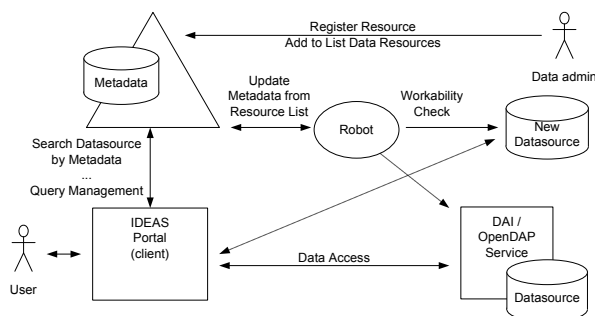 Register Resource
Add to List Data Resources
Data admin
Metadata
Update
Metadata from
Resource List
Robot
Workability
Check
New
Datasource
Search Datasource
by Metadata
...
Query Management
IDEAS
Portal
(client)
User
Data Access
DAI /
OpenDAP
Service
Datasource